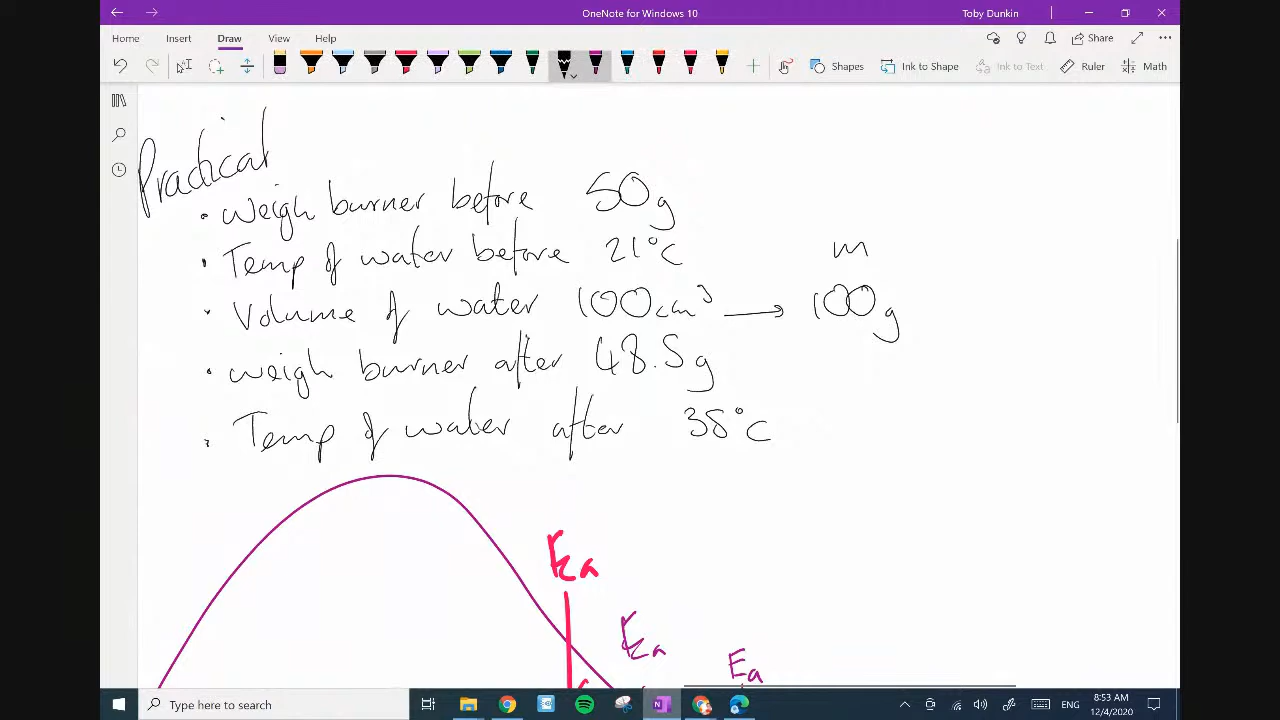 OneNote for Windows 10
Toby Dunkin
Home Insert Draw View Help
Share
Shapes Ink to Shape Ink to Text Ruler Math
Practical
• Weigh burner before 50g
• Temp of water before 21°C
m
• Volume of water 100cm³ → 100g
• weigh burner after 48.5g
• Temp of water after 38°C
Ea
Ea
Ea
Type here to search
ENG
8:53 AM
12/4/2020